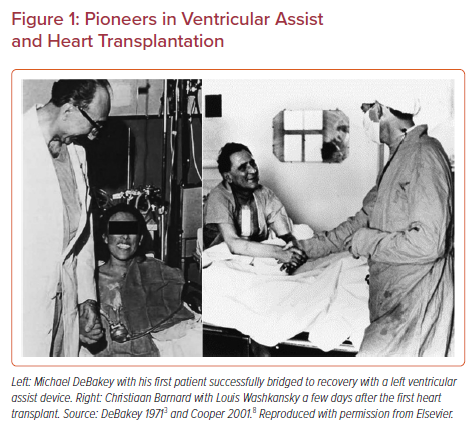 Figure 1: Pioneers in Ventricular Assist
and Heart Transplantation
Left: Michael DeBakey with his first patient successfully bridged to recovery with a left ventricular
assist device. Right: Christiaan Barnard with Louis Washkansky a few days after the first heart
transplant. Source: DeBakey 1971³ and Cooper 2001.⁸ Reproduced with permission from Elsevier.